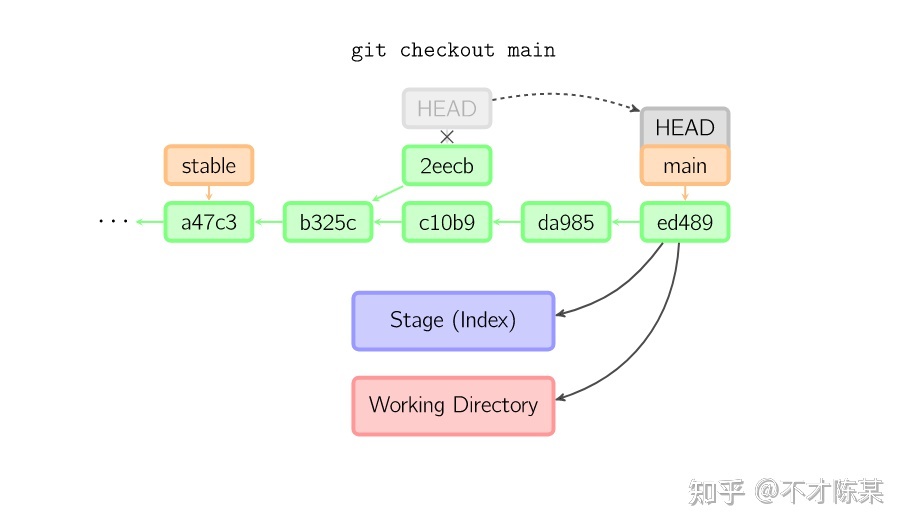 git checkout main
HEAD
HEAD
stable
2eecb
main
...
a47c3
b325c
c10b9
da985
ed489
Stage (Index)
Working Directory
知乎 @不才陈某